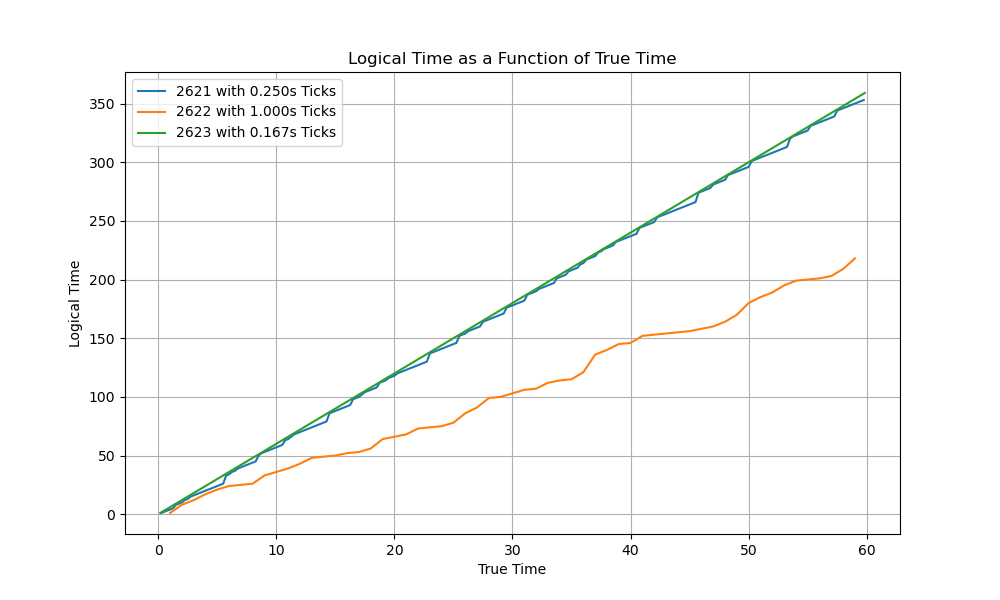 Logical Time as a Function of True Time
2621 with 0.250s Ticks
2622 with 1.000s Ticks
2623 with 0.167s Ticks
Logical Time
350
300
250
200
150
100
50
0
0 10 20 30 40 50 60
True Time